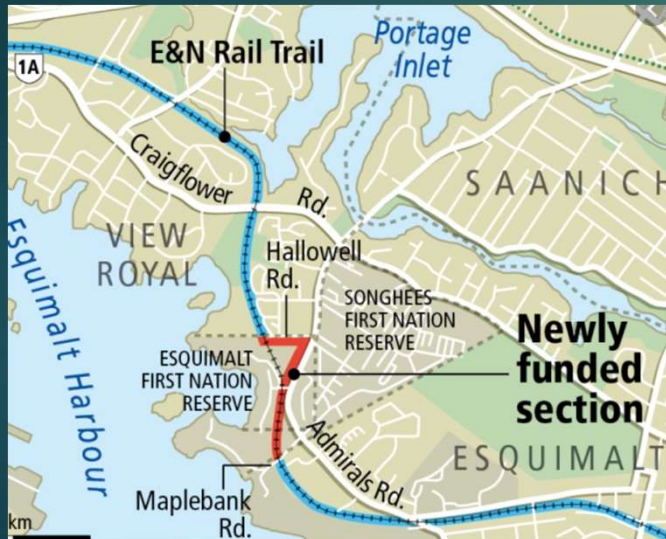 E&N Rail Trail
Portage
Inlet
1A
Craigflower
Rd.
SAANICH
VIEW
ROYAL
Hallowell
Rd.
Esquimalt Harbour
SONGHEES
FIRST NATION
RESERVE
Newly
funded
section
ESQUIMALT
FIRST NATION
RESERVE
Admirals Rd.
ESQUIMALT
Maplebank
Rd.
km